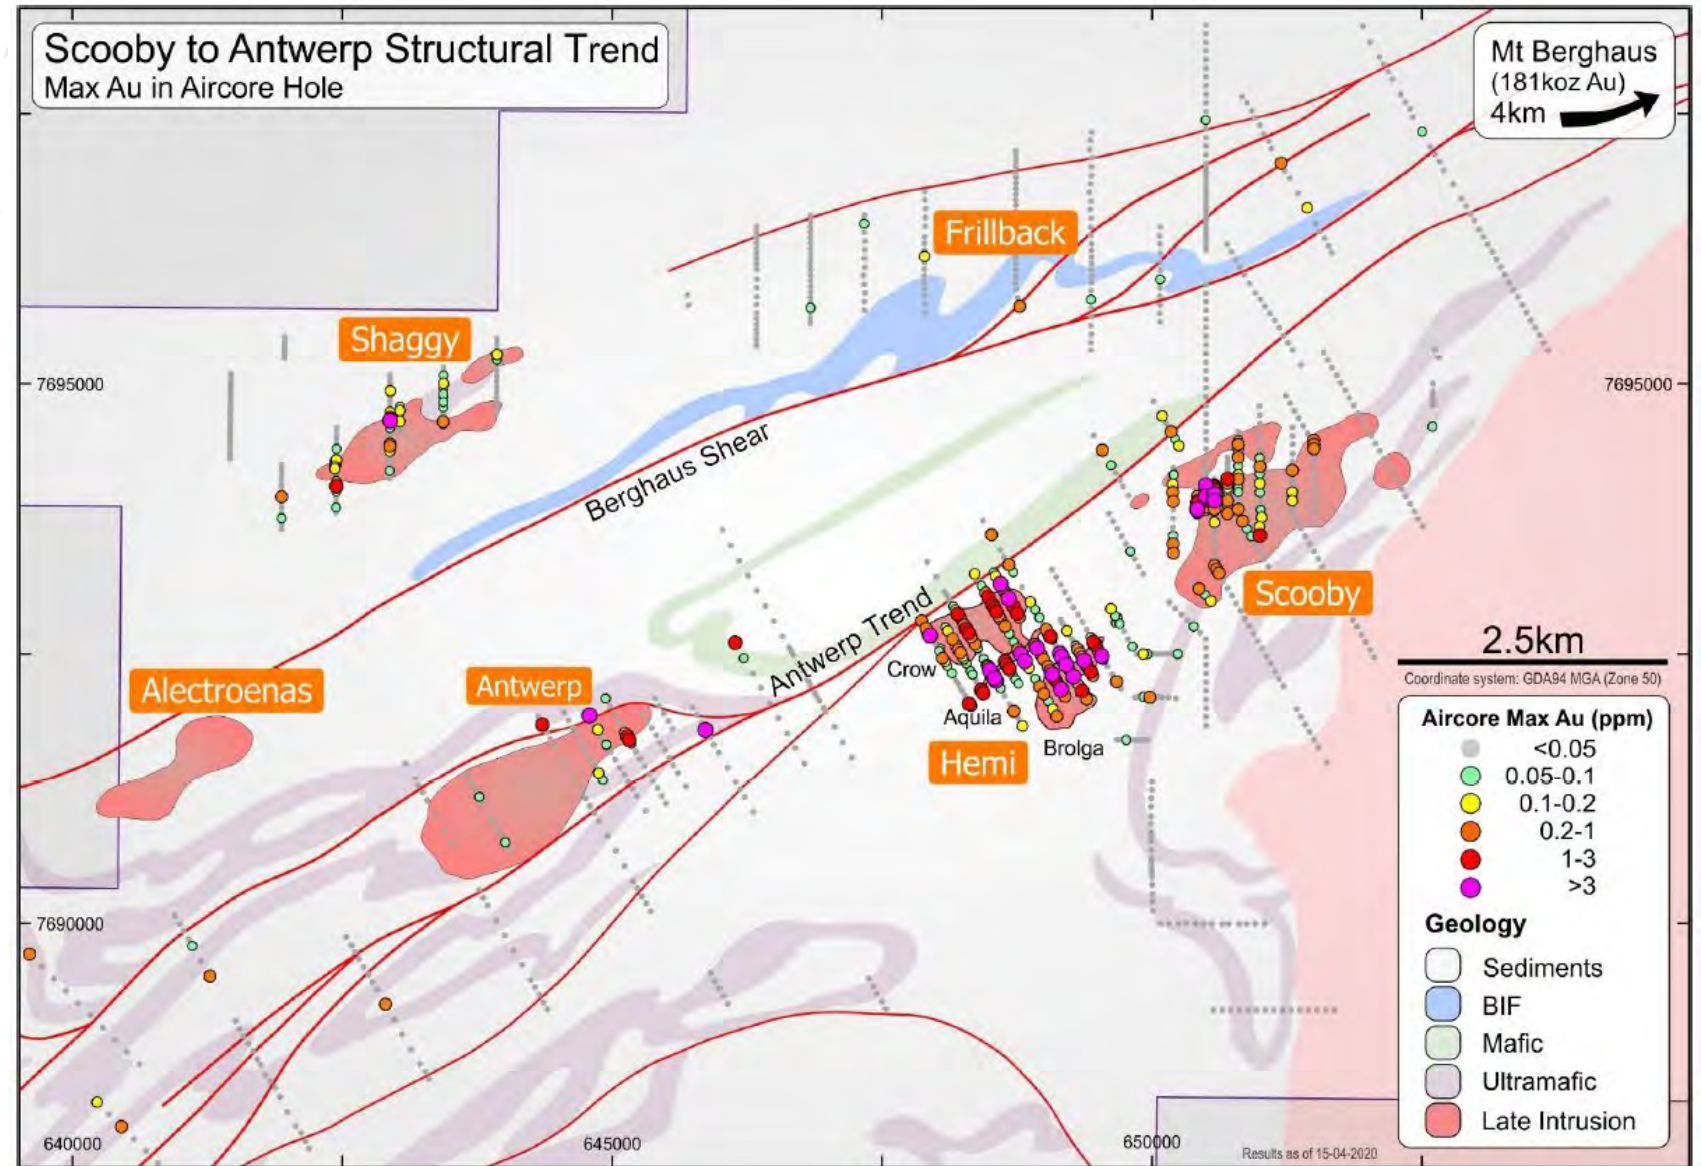 Scooby to Antwerp Structural Trend
Max Au in Aircore Hole
Mt Berghaus
(181koz Au)
4km
Frillback
Shaggy
7695000
7695000
Berghaus Shear
Scooby
2.5km
Coordinate system: GDA94 MGA (Zone 50)
Antwerp Trend
Crow
Alectroenas
Antwerp
Aquila
Hemi
Brolga
Aircore Max Au (ppm)
<0.05
0.05-0.1
0.1-0.2
0.2-1
1-3
>3
7690000
Geology
Sediments
BIF
Mafic
Ultramafic
Late Intrusion
640000
645000
650000
Results as of 15-04-2020